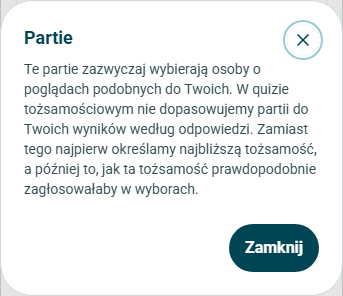 Partie
Te partie zazwyczaj wybierają osoby o
poglądach podobnych do Twoich. W quizie
tożsamościowym nie dopasowujemy partii do
Twoich wyników według odpowiedzi. Zamiast
tego najpierw określamy najbliższą tożsamość,
a później to, jak ta tożsamość prawdopodobnie
zagłosowałaby w wyborach.
Zamknij